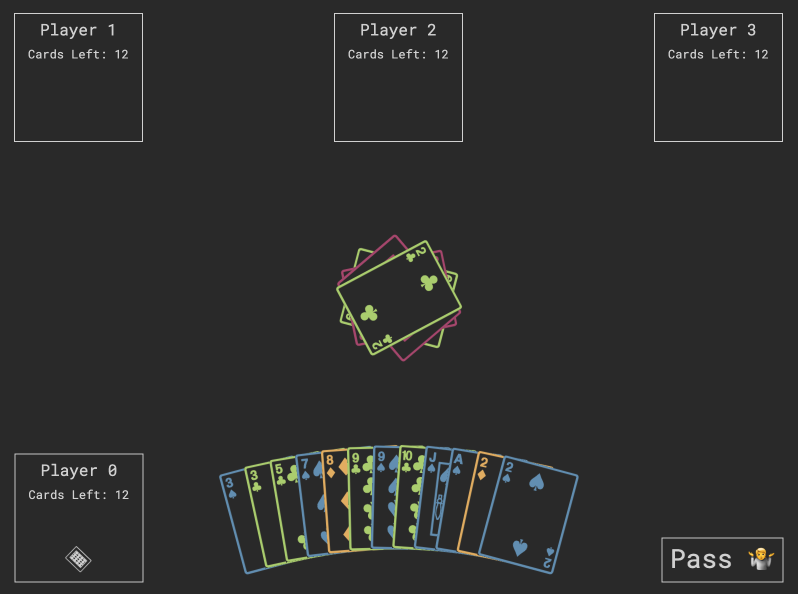 Player 1
Cards Left: 12
Player 2
Cards Left: 12
Player 3
Cards Left: 12
2
2
3
3
5
7
8
9
9
10
J
A
2
2
2
Player 0
Cards Left: 12
Pass